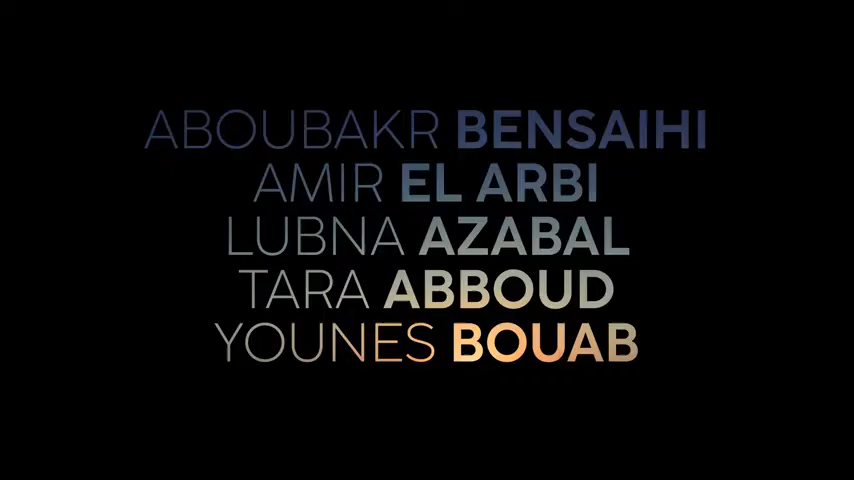 ABOUBAKR BENSAIHI
AMIR EL ARBI
LUBNA AZABAL
TARA ABBOUD
YOUNES BOUAB